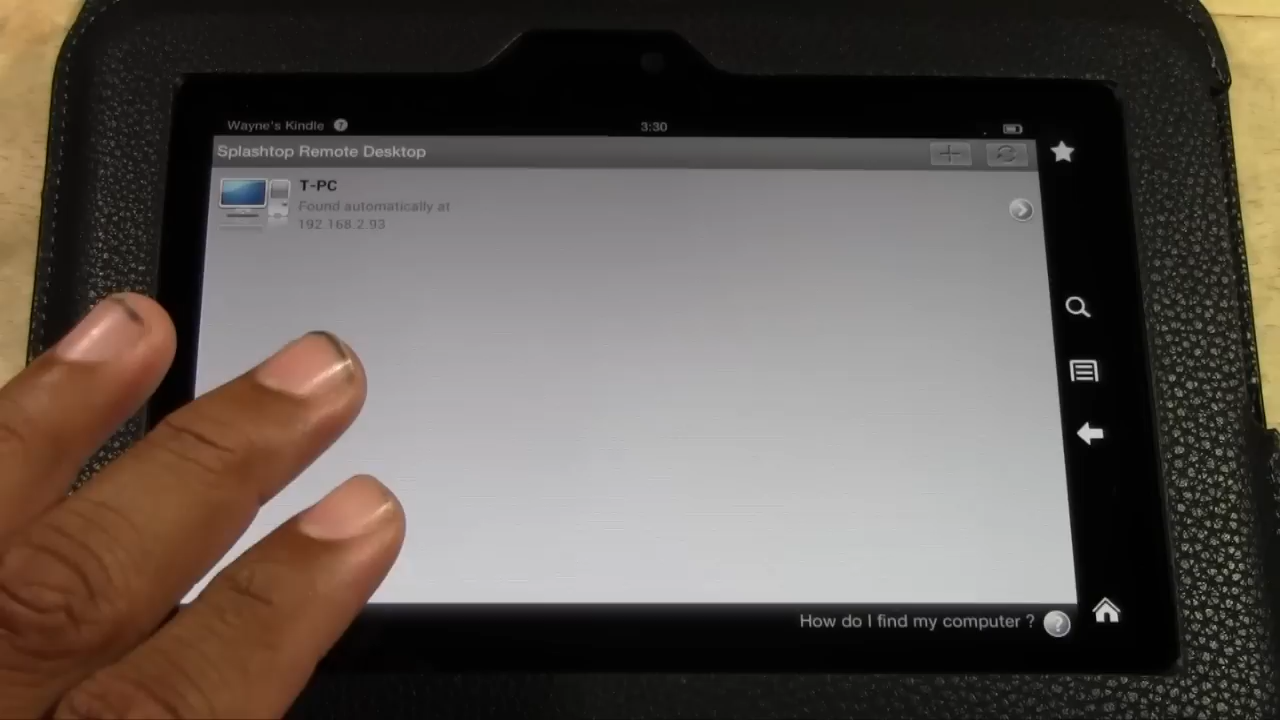 Wayne's Kindle ?
3:30
Splashtop Remote Desktop
T-PC
Found automatically at
192.168.2.93
How do I find my computer ? ?